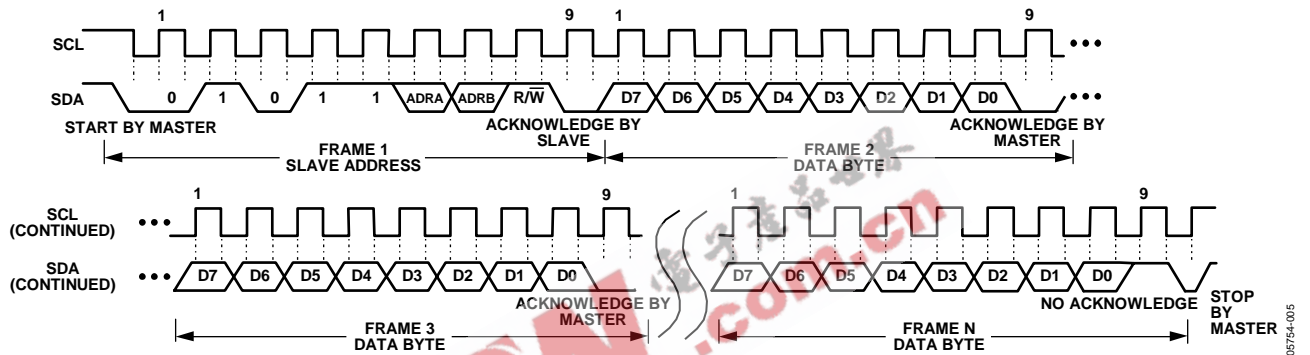 1 9 1 9
SCL
SDA 0 1 0 1 1 ADRA ADRB R/W̅ D7 D6 D5 D4 D3 D2 D1 D0
START BY MASTER ACKNOWLEDGE BY SLAVE ACKNOWLEDGE BY MASTER
FRAME 1 SLAVE ADDRESS FRAME 2 DATA BYTE
1 9 1 9
SCL (CONTINUED)
SDA (CONTINUED) D7 D6 D5 D4 D3 D2 D1 D0 D7 D6 D5 D4 D3 D2 D1 D0
ACKNOWLEDGE BY MASTER NO ACKNOWLEDGE STOP BY MASTER
FRAME 3 DATA BYTE FRAME N DATA BYTE
05754-005
.com.cn